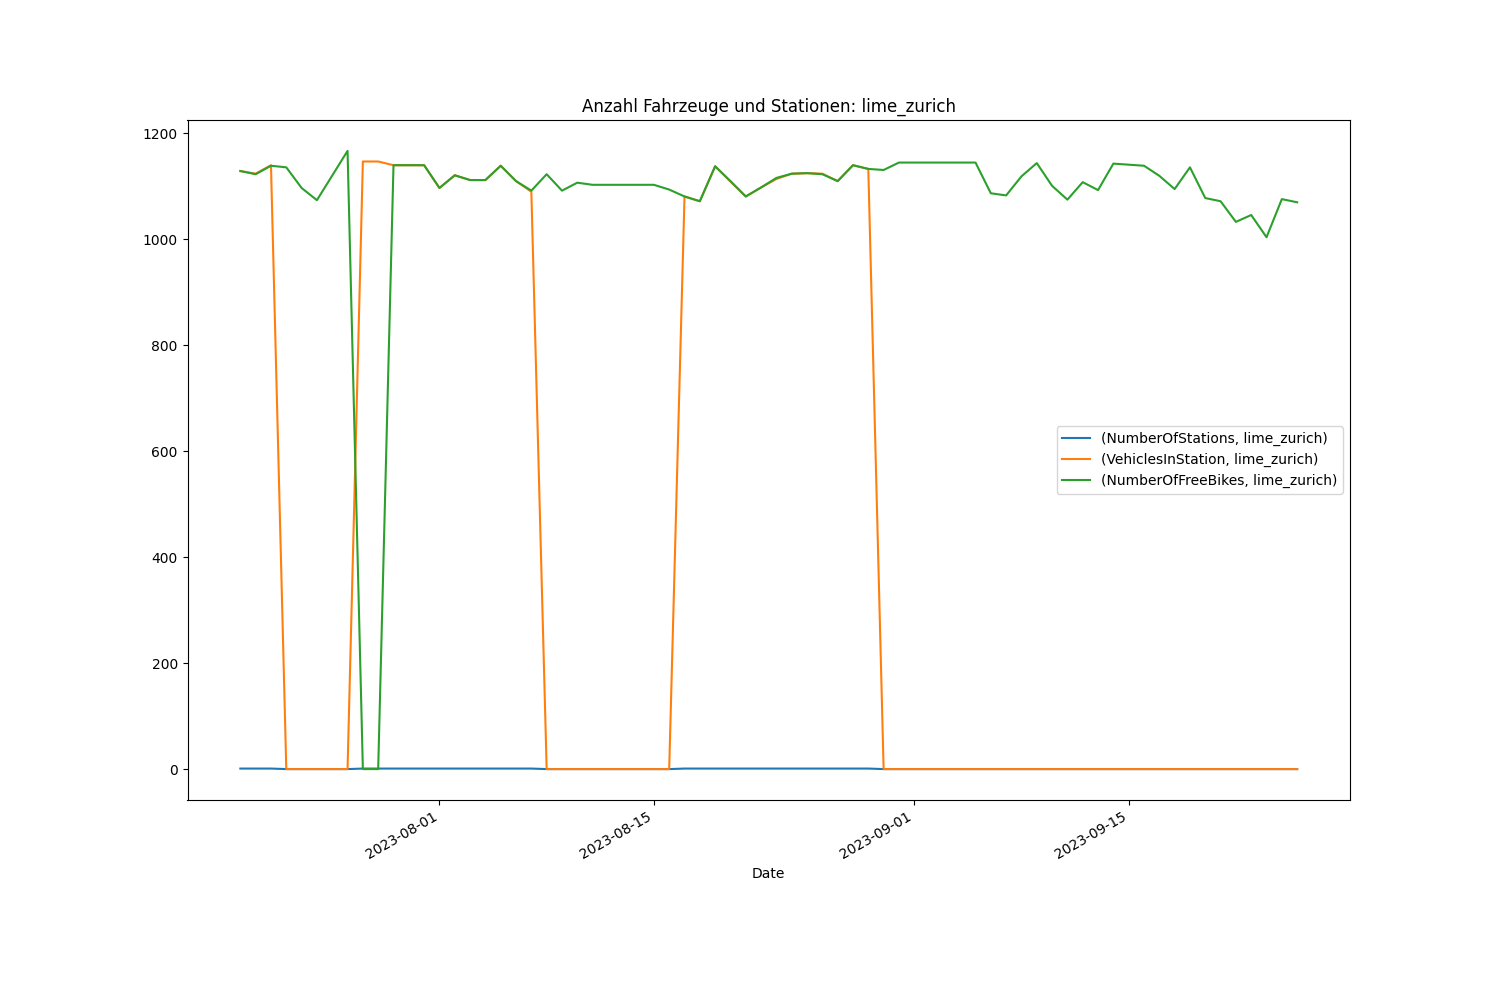 Anzahl Fahrzeuge und Stationen: lime_zurich
1200
1000
800
600
400
200
0
(NumberOfStations, lime_zurich)
(VehiclesInStation, lime_zurich)
(NumberOfFreeBikes, lime_zurich)
2023-08-01
2023-08-15
2023-09-01
2023-09-15
Date